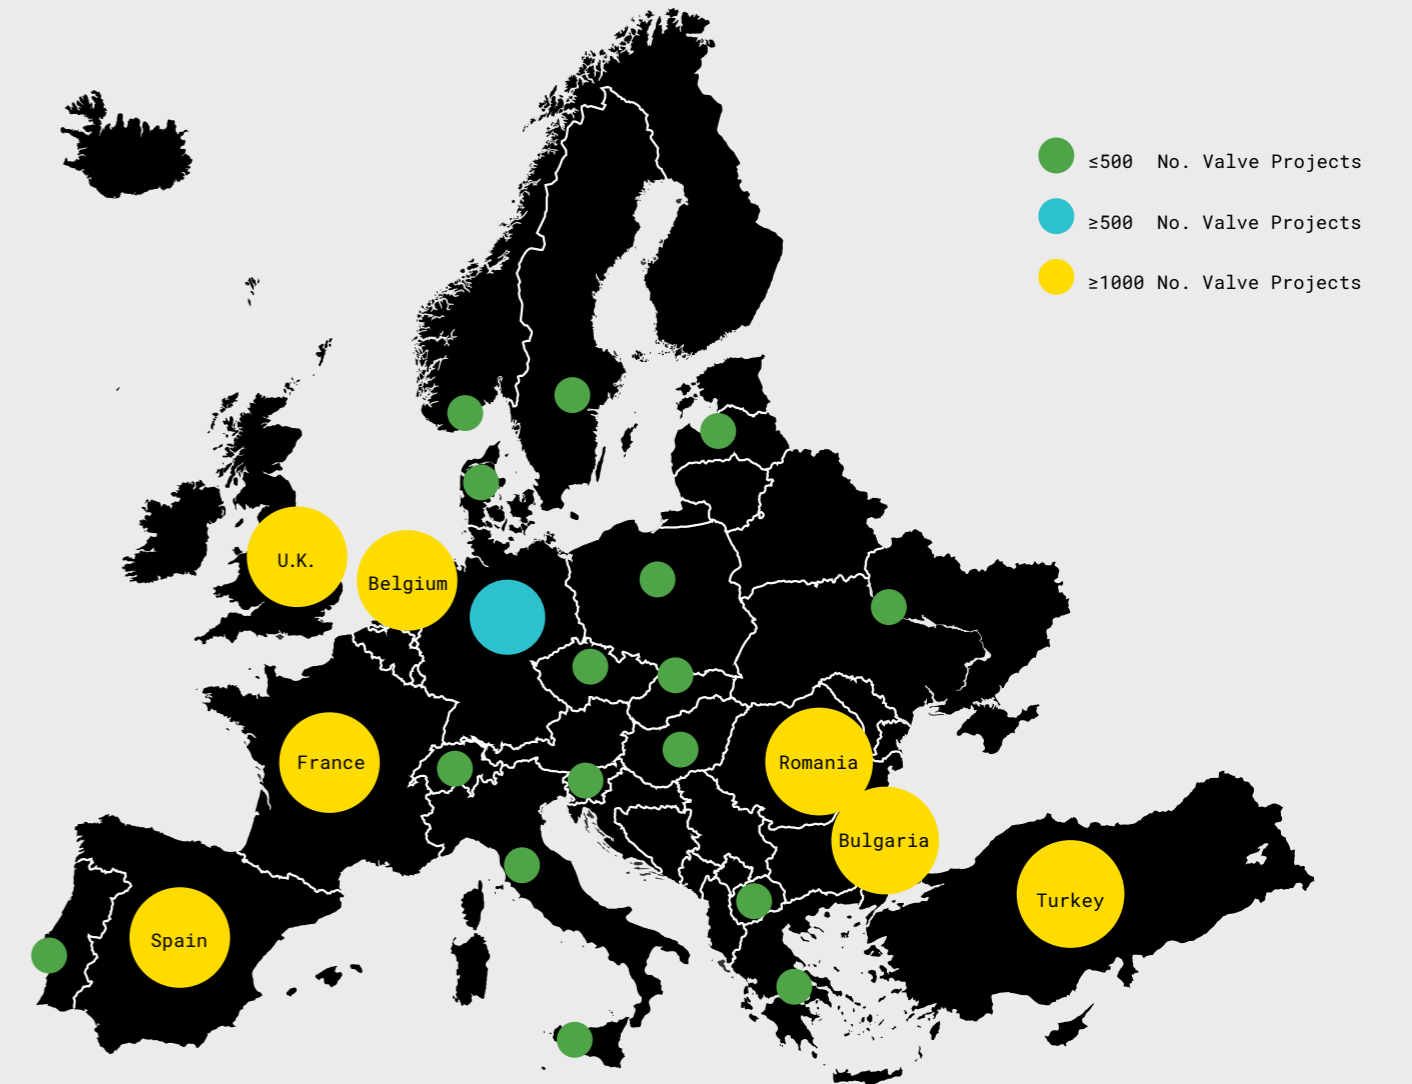 ≤500 No. Valve Projects
≥500 No. Valve Projects
≥1000 No. Valve Projects
U.K.
Belgium
France
Romania
Bulgaria
Turkey
Spain